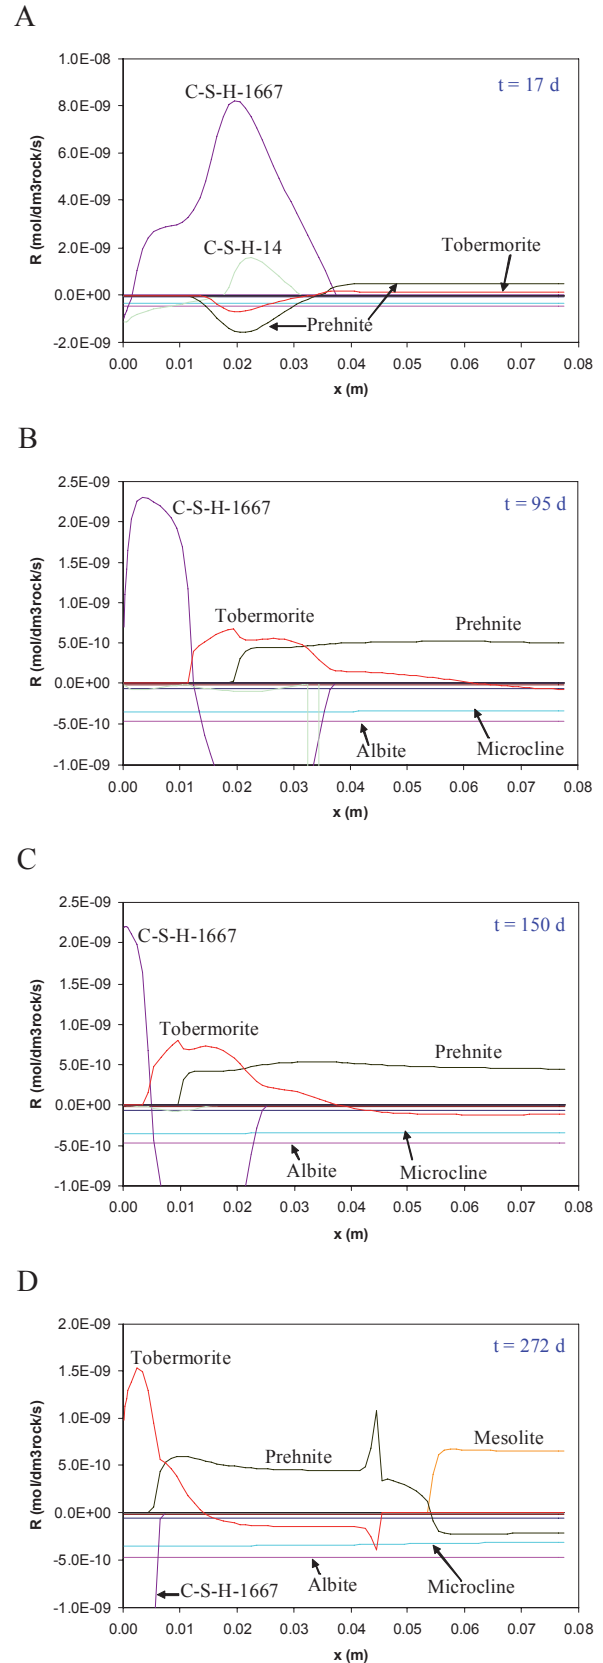 A
1.0E-08
t = 17 d
C-S-H-1667
8.0E-09
6.0E-09
4.0E-09
C-S-H-14
Tobermorite
2.0E-09
0.0E+00
Prehnite
-2.0E-09
R (mol/dm3rock/s)
0.00 0.01 0.02 0.03 0.04 0.05 0.06 0.07 0.08
x (m)
B
2.5E-09
t = 95 d
C-S-H-1667
2.0E-09
1.5E-09
1.0E-09
Tobermorite
Prehnite
5.0E-10
0.0E+00
-5.0E-10
Albite
Microcline
-1.0E-09
R (mol/dm3rock/s)
0.00 0.01 0.02 0.03 0.04 0.05 0.06 0.07 0.08
x (m)
C
2.5E-09
t = 150 d
C-S-H-1667
2.0E-09
1.5E-09
1.0E-09
Tobermorite
Prehnite
5.0E-10
0.0E+00
-5.0E-10
Albite
Microcline
-1.0E-09
R (mol/dm3rock/s)
0.00 0.01 0.02 0.03 0.04 0.05 0.06 0.07 0.08
x (m)
D
2.0E-09
t = 272 d
Tobermorite
1.5E-09
1.0E-09
Prehnite
Mesolite
5.0E-10
0.0E+00
-5.0E-10
Albite
Microcline
C-S-H-1667
-1.0E-09
R (mol/dm3rock/s)
0.00 0.01 0.02 0.03 0.04 0.05 0.06 0.07 0.08
x (m)